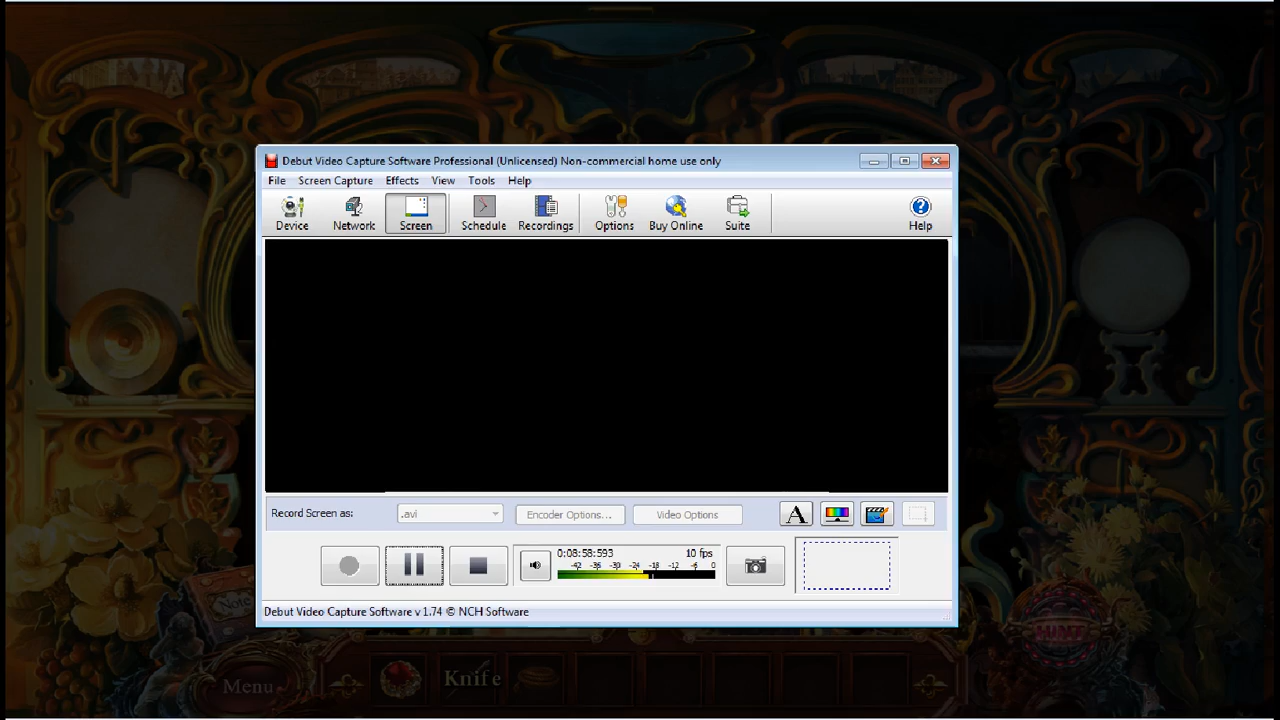 Debut Video Capture Software Professional (Unlicensed) Non-commercial home use only
File Screen Capture Effects View Tools Help
Device Network Screen Schedule Recordings Options Buy Online Suite Help
Record Screen as: .avi Encoder Options... Video Options A
0:08:58:593 10 fps
-42 -36 -30 -24 -18 -12 -6 0
Debut Video Capture Software v 1.74 © NCH Software
Note
MINT
Menu Knife